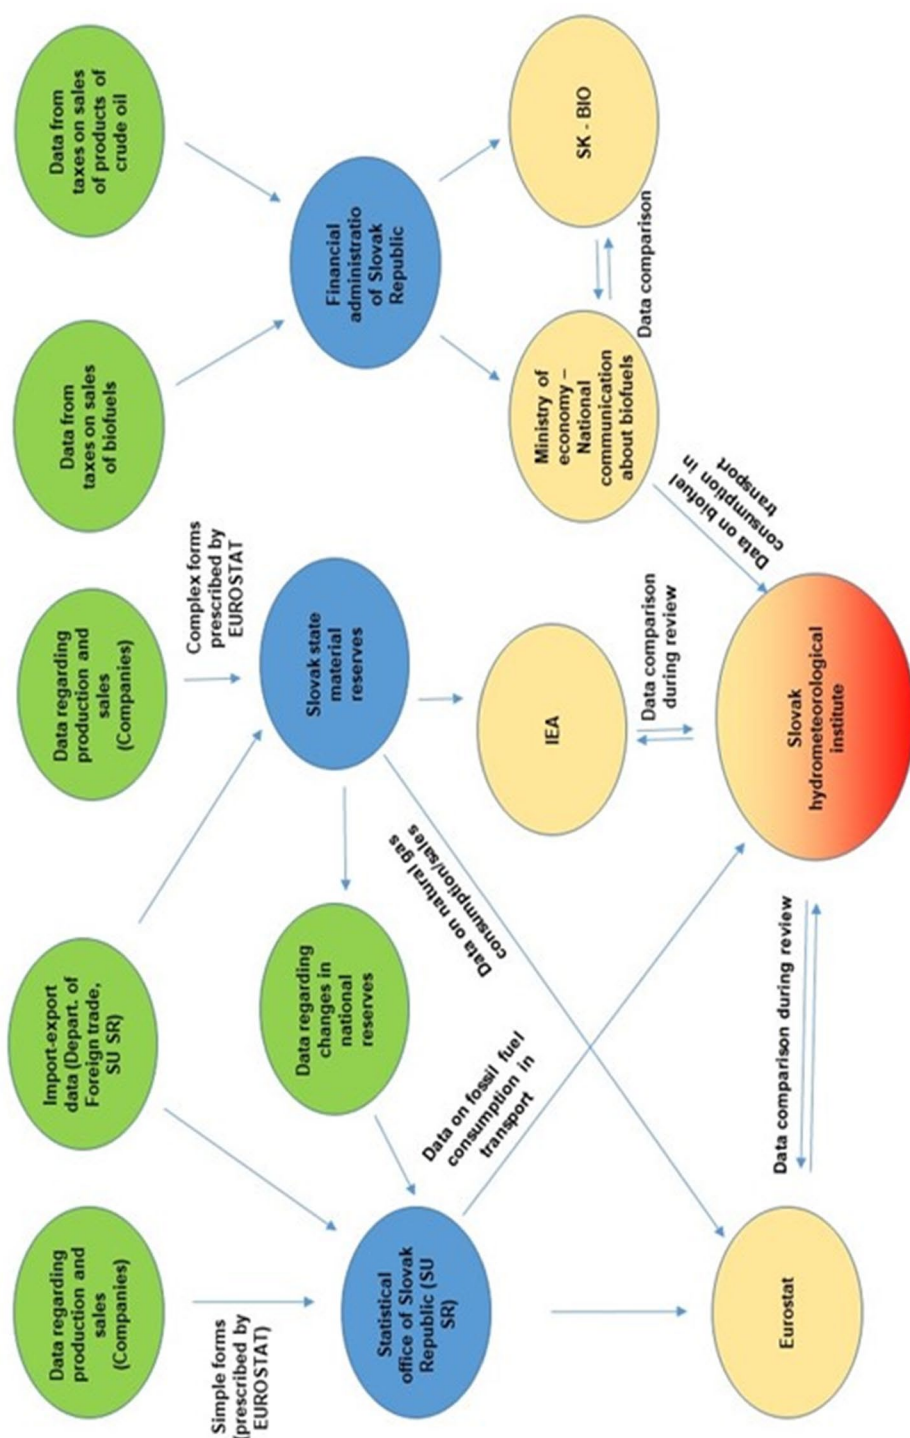 Data regarding
production and
sales
(Companies)
Import-export
data (Depart. of
Foreign trade,
SU SR)
Data regarding
production and
sales
(Companies)
Data from
taxes on sales
of biofuels
Data from
taxes on sales
of products of
crude oil
Simple forms
(prescribed by
EUROSTAT)
Complex forms
prescribed by
EUROSTAT
Statistical
office of Slovak
Republic (SU
SR)
Data regarding
changes in
national
reserves
Slovak state
material
reserves
Financial
administratio
of Slovak
Republic
Data on natural gas
consumption/sales
Data on fossil fuel
consumption in
transport
IEA
Ministry of
economy –
National
communication
about biofuels
SK - BIO
Data comparison
Data comparison
during review
Data on biofuel
consumption in
transport
Eurostat
Data comparison during review
Slovak
hydrometeorological
institute